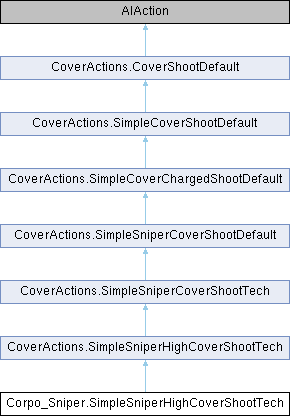 AIAction
CoverActions.CoverShootDefault
CoverActions.SimpleCoverShootDefault
CoverActions.SimpleCoverChargedShootDefault
CoverActions.SimpleSniperCoverShootDefault
CoverActions.SimpleSniperCoverShootTech
CoverActions.SimpleSniperHighCoverShootTech
Corpo_Sniper.SimpleSniperHighCoverShootTech